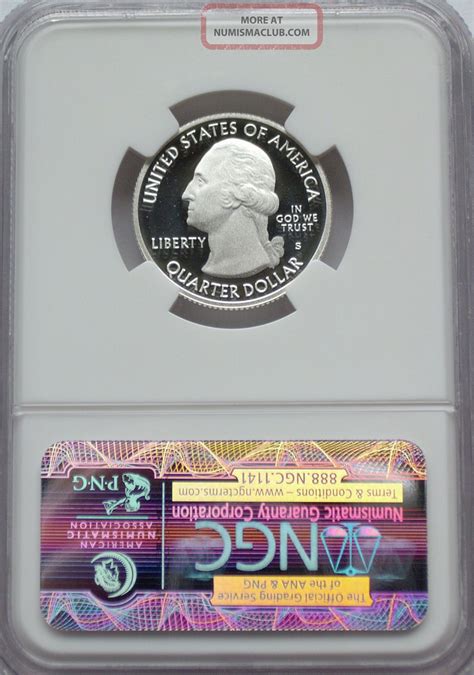 MORE AT
NUMISMACLUB.COM
UNITED STATES OF AMERICA
IN
GOD WE
TRUST
LIBERTY
S
QUARTER DOLLAR
The Official Grading Service
of the ANA & PNG
NGC
Numismatic Guaranty Corporation
Terms & Conditions – www.ngcterms.com
888.NGC.1141
AMERICAN
NUMISMATIC
ASSOCIATION
PNG